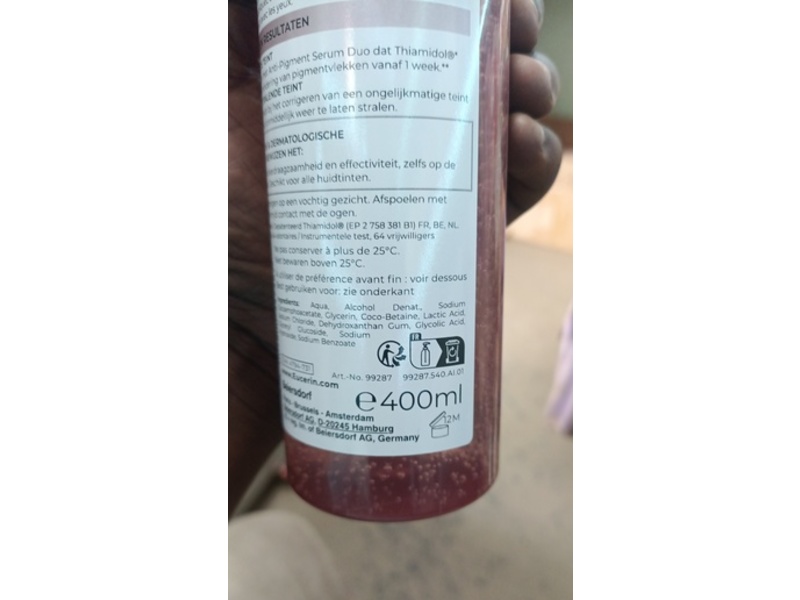 les yeux.
RESULTATEN
TEINT
Anti-Pigment Serum Duo dat Thiamidol®*
van pigmentvlekken vanaf 1 week.**
TEINT
het corrigeren van een ongelijkmatige teint
weer te laten stralen.
DERMATOLOGISCHE
HET:
en effectiviteit, zelfs op de
voor alle huidtinten.
op een vochtig gezicht. Afspoelen met
contact met de ogen.
Thiamidol® (EP 2 758 381 B1) FR, BE, NL
/ Instrumentele test, 64 vrijwilligers
pas conserver à plus de 25°C.
bewaren boven 25°C.
de préférence avant fin : voir dessous
gebruiken voor: zie onderkant
Ingredients: Aqua, Alcohol Denat., Sodium
Glycerin, Coco-Betaine, Lactic Acid,
Chloride, Dehydroxanthan Gum, Glycolic Acid,
Glucoside, Sodium
Sodium Benzoate
FR
www.Eucerin.com
Art.-No. 99287 99287.540.AI.01
Beiersdorf
e 400ml
- Brussels - Amsterdam
12M
AG, D-20245 Hamburg
of Beiersdorf AG, Germany